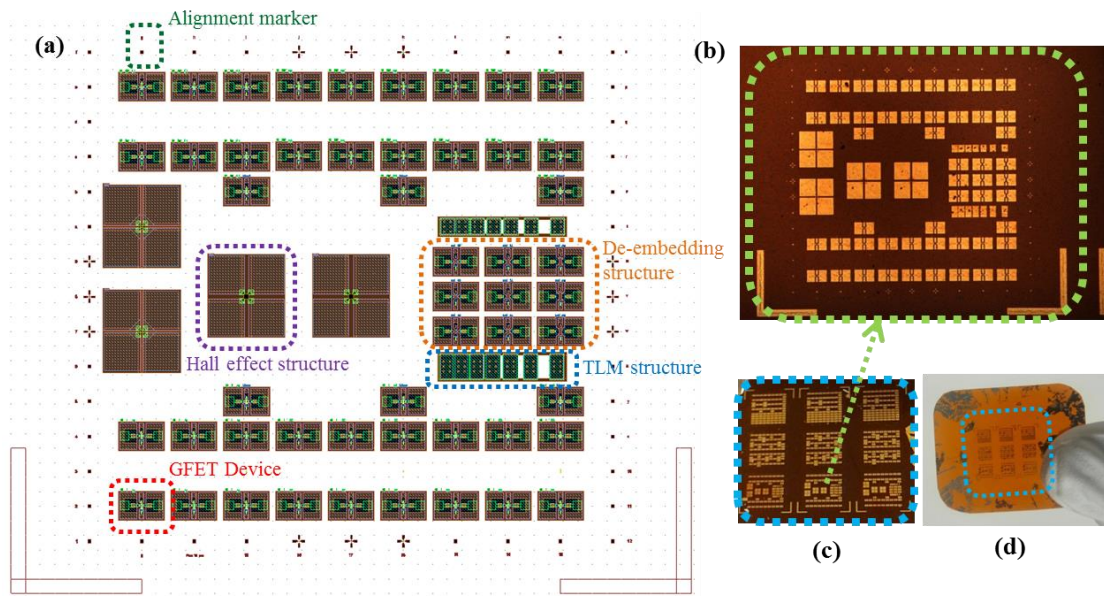 Alignment marker
(a)
(b)
De-embedding
structure
Hall effect structure
TLM structure
GFET Device
(c)
(d)